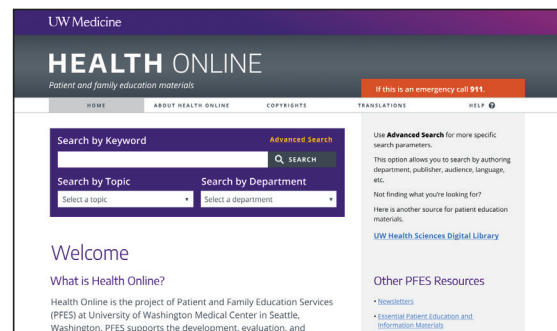 UW Medicine
HEALTH ONLINE
Patient and family education materials
If this is an emergency call 911.
HOME ABOUT HEALTH ONLINE COPYRIGHTS TRANSLATIONS HELP
Search by Keyword Advanced Search
SEARCH
Search by Topic Search by Department
Select a topic Select a department
Welcome
What is Health Online?
Health Online is the project of Patient and Family Education Services
(PFES) at University of Washington Medical Center in Seattle,
Washington. PFES supports the development, evaluation, and
Use Advanced Search for more specific
search parameters.
This option allows you to search by authoring
department, publisher, audience, language,
etc.
Not finding what you're looking for?
Here is another source for patient education
materials.
UW Health Sciences Digital Library
Other PFES Resources
• Newsletters
• Essential Patient Education and
Information Materials